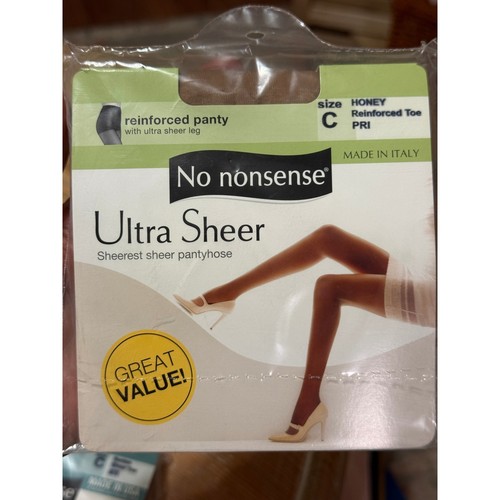 reinforced panty
with ultra sheer leg
size
C
HONEY
Reinforced Toe
PRI
MADE IN ITALY
No nonsense®
Ultra Sheer
Sheerest sheer pantyhose
GREAT
VALUE!
C